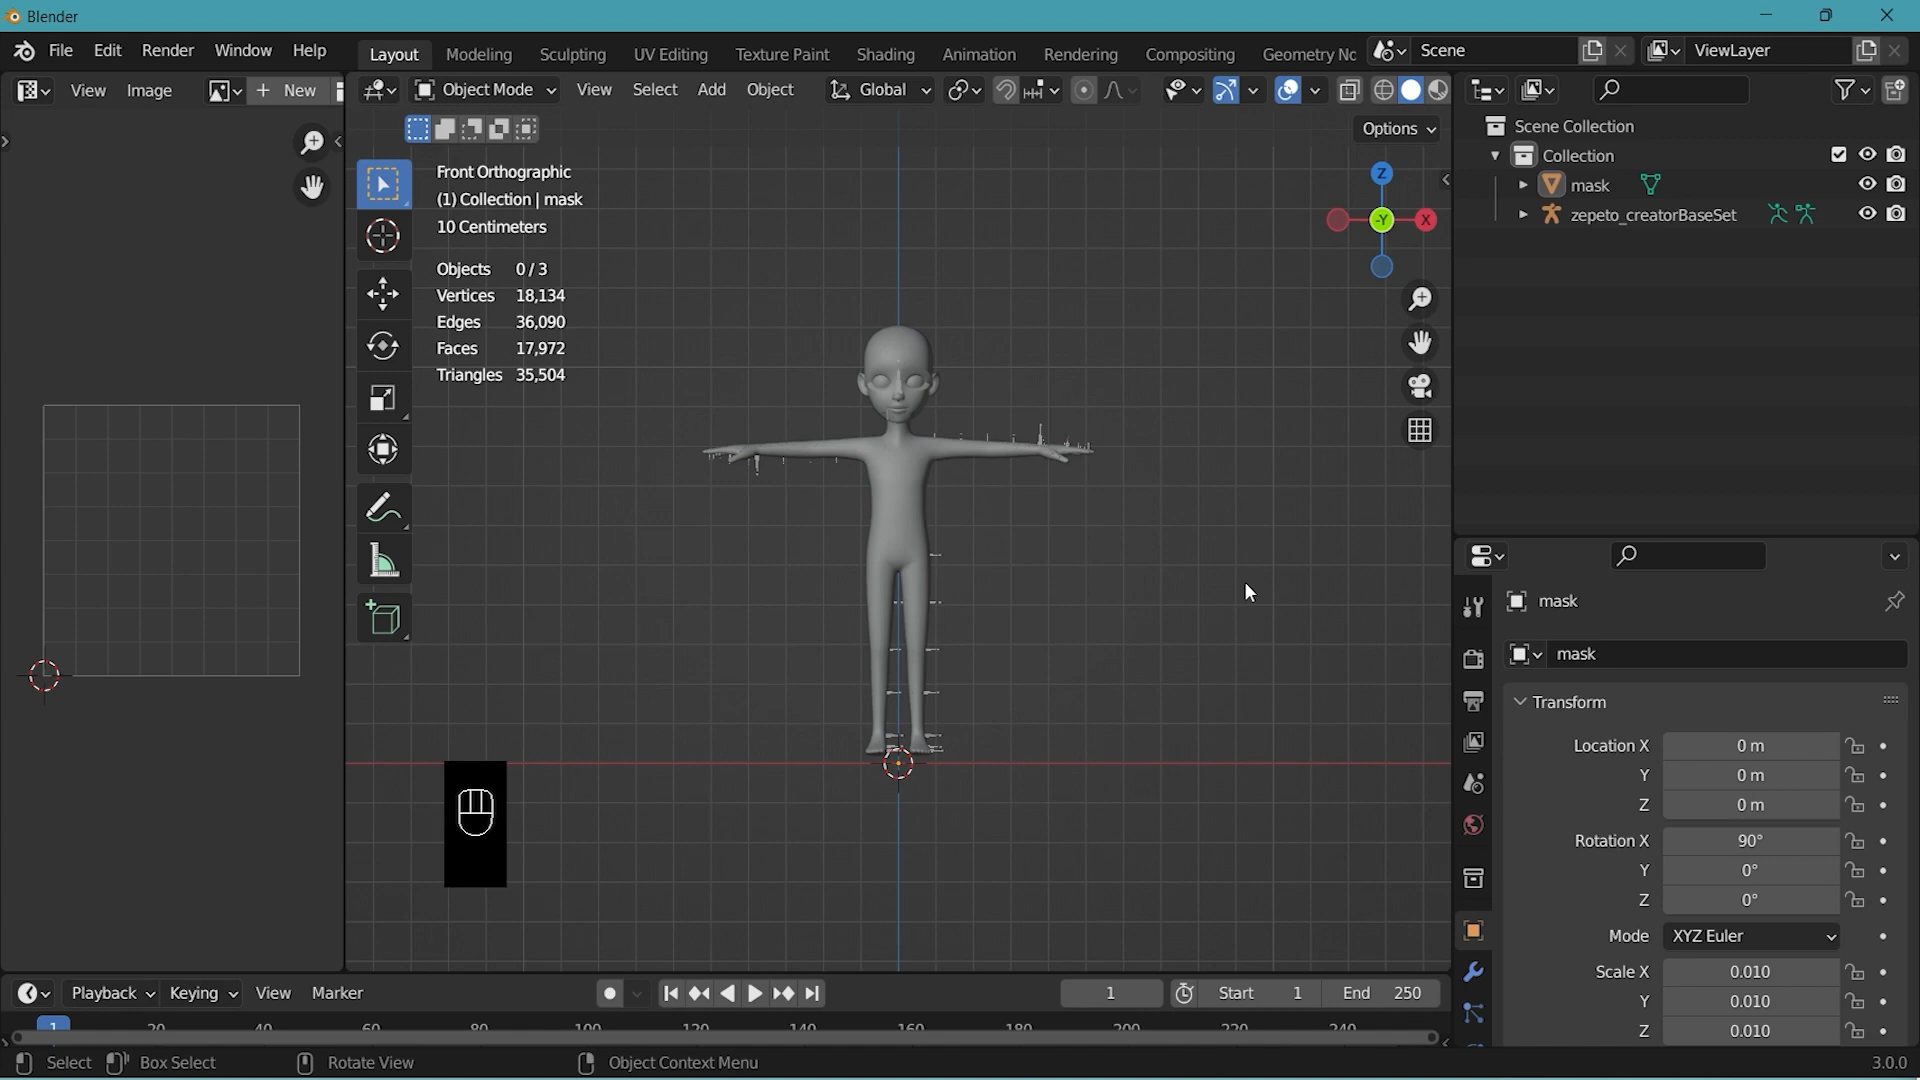 Blender
File Edit Render Window Help
Layout Modeling Sculpting UV Editing Texture Paint Shading Animation Rendering Compositing Geometry No
Scene
ViewLayer
View Image
New
Object Mode View Select Add Object
Global
Options
Front Orthographic
(1) Collection | mask
10 Centimeters
Objects 0/3
Vertices 18,134
Edges 36,090
Faces 17,972
Triangles 35,504
Z
-Y
X
Scene Collection
Collection
mask
zepeto_creatorBaseSet
mask
mask
Transform
Location X 0 m
Y 0 m
Z 0 m
Rotation X 90°
Y 0°
Z 0°
Mode XYZ Euler
Scale X 0.010
Y 0.010
Z 0.010
Playback Keying View Marker
1
Start 1
End 250
1 20 40 60 80 100 120 140 160 180 200 220 240
Select Box Select Rotate View Object Context Menu
3.0.0